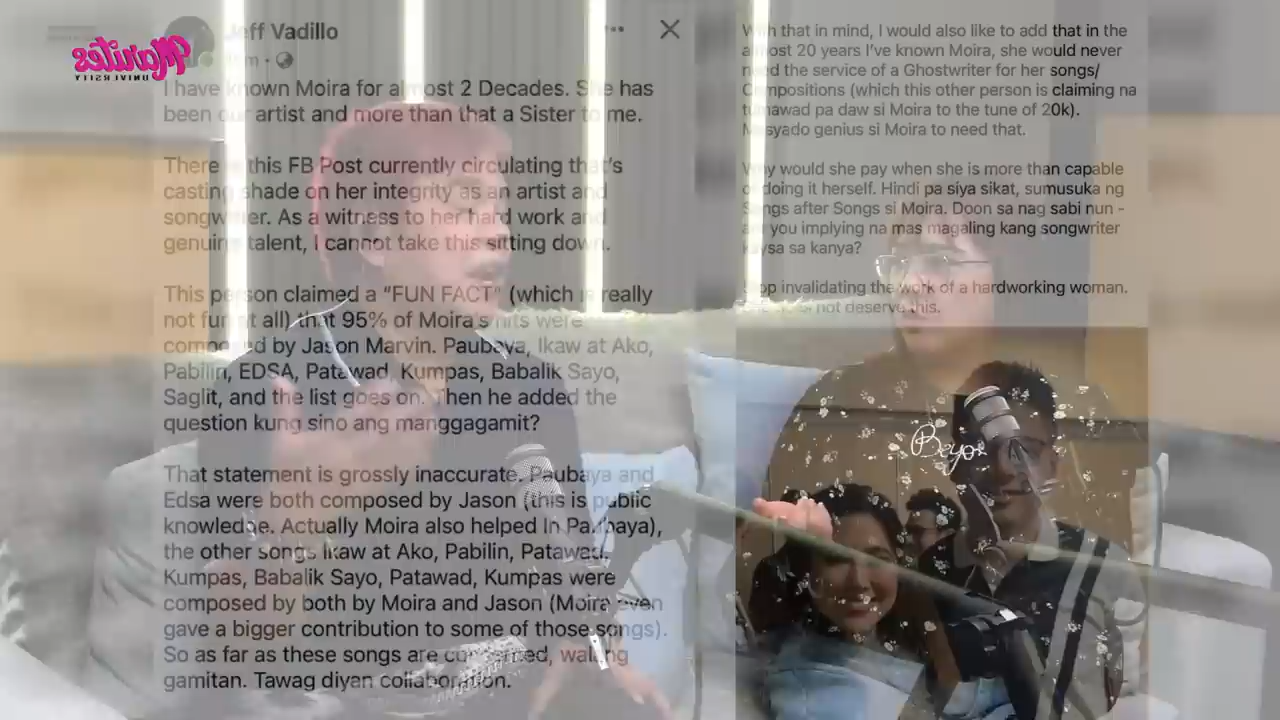 Marites
UNIVERSITY
Jeff Vadillo
I have known Moira for almost 2 Decades. She has
been our artist and more than that a Sister to me.
There is this FB Post currently circulating that's
casting shade on her integrity as an artist and
songwriter. As a witness to her hard work and
genuine talent, I cannot take this sitting down.
This person claimed a "FUN FACT" (which is really
not fun at all) that 95% of Moira's hits were
composed by Jason Marvin. Paubaya, Ikaw at Ako,
Pabilin, EDSA, Patawad, Kumpas, Babalik Sayo,
Saglit, and the list goes on. Then he added the
question kung sino ang manggagamit?
That statement is grossly inaccurate. Paubaya and
Edsa were both composed by Jason (this is public
knowledge. Actually Moira also helped In Paubaya),
the other songs Ikaw at Ako, Pabilin, Patawad,
Kumpas, Babalik Sayo, Patawad, Kumpas were
composed by both by Moira and Jason (Moira even
gave a bigger contribution to some of those songs).
So as far as these songs are concerned, walang
gamitan. Tawag diyan collaboration.
With that in mind, I would also like to add that in the
almost 20 years I've known Moira, she would never
need the service of a Ghostwriter for her songs/
Compositions (which this other person is claiming na
tumawad pa daw si Moira to the tune of 20k).
Masyado genius si Moira to need that.
Why would she pay when she is more than capable
of doing it herself. Hindi pa siya sikat, sumusuka ng
Songs after Songs si Moira. Doon sa nag sabi nun -
are you implying na mas magaling kang songwriter
kaysa sa kanya?
Stop invalidating the work of a hardworking woman.
not deserve this.